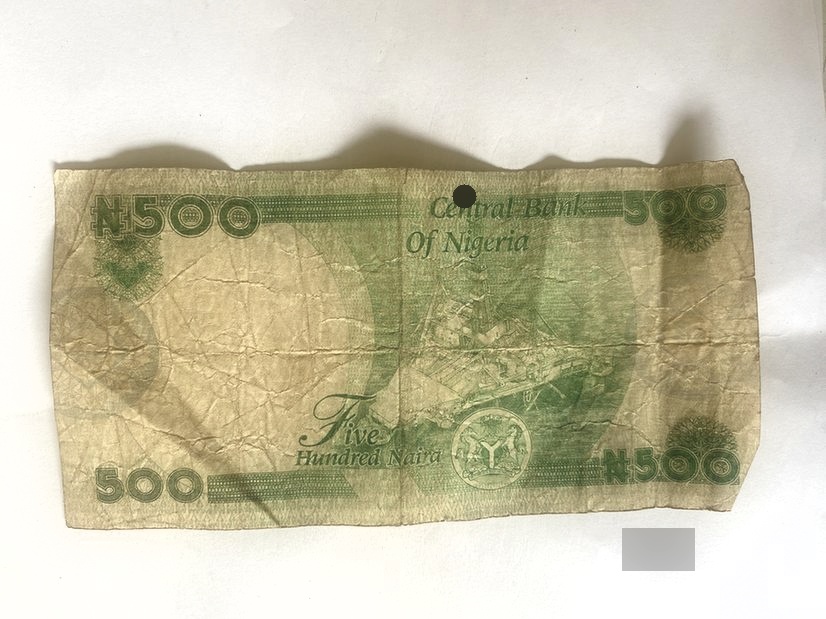 ₦500
Central Bank
Of Nigeria
500
Five
Hundred Naira
500
₦500